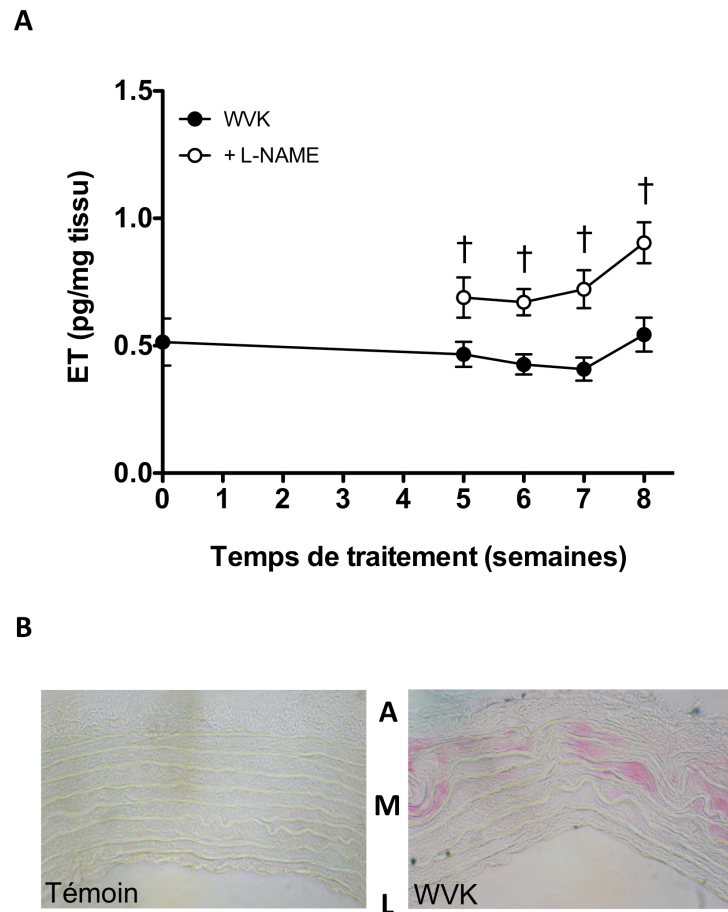 A
1.5
WVK
+ L-NAME
† † † †
1.0
0.5
0.0
ET (pg/mg tissu)
0 1 2 3 4 5 6 7 8
Temps de traitement (semaines)
B
A
M
L
Témoin
WVK